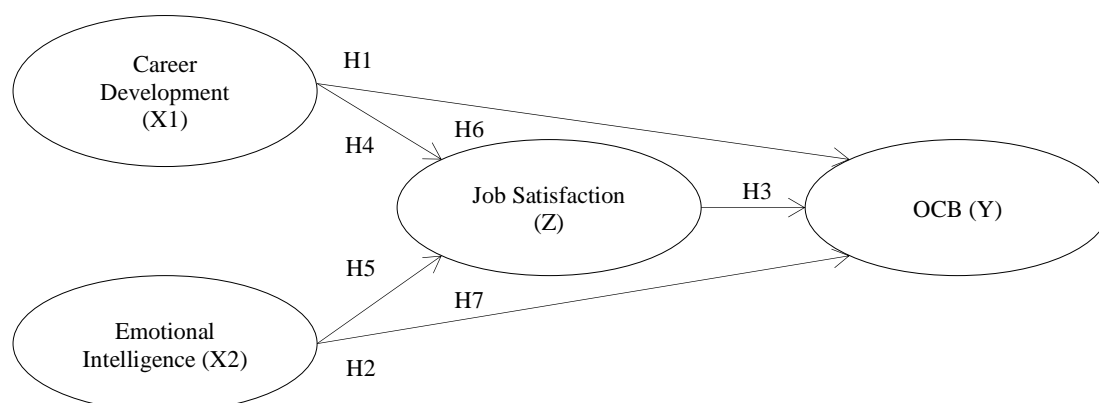 Career
Development
(X1)
H1
H6
H4
Job Satisfaction
(Z)
H3
OCB (Y)
H5
H7
Emotional
Intelligence (X2)
H2